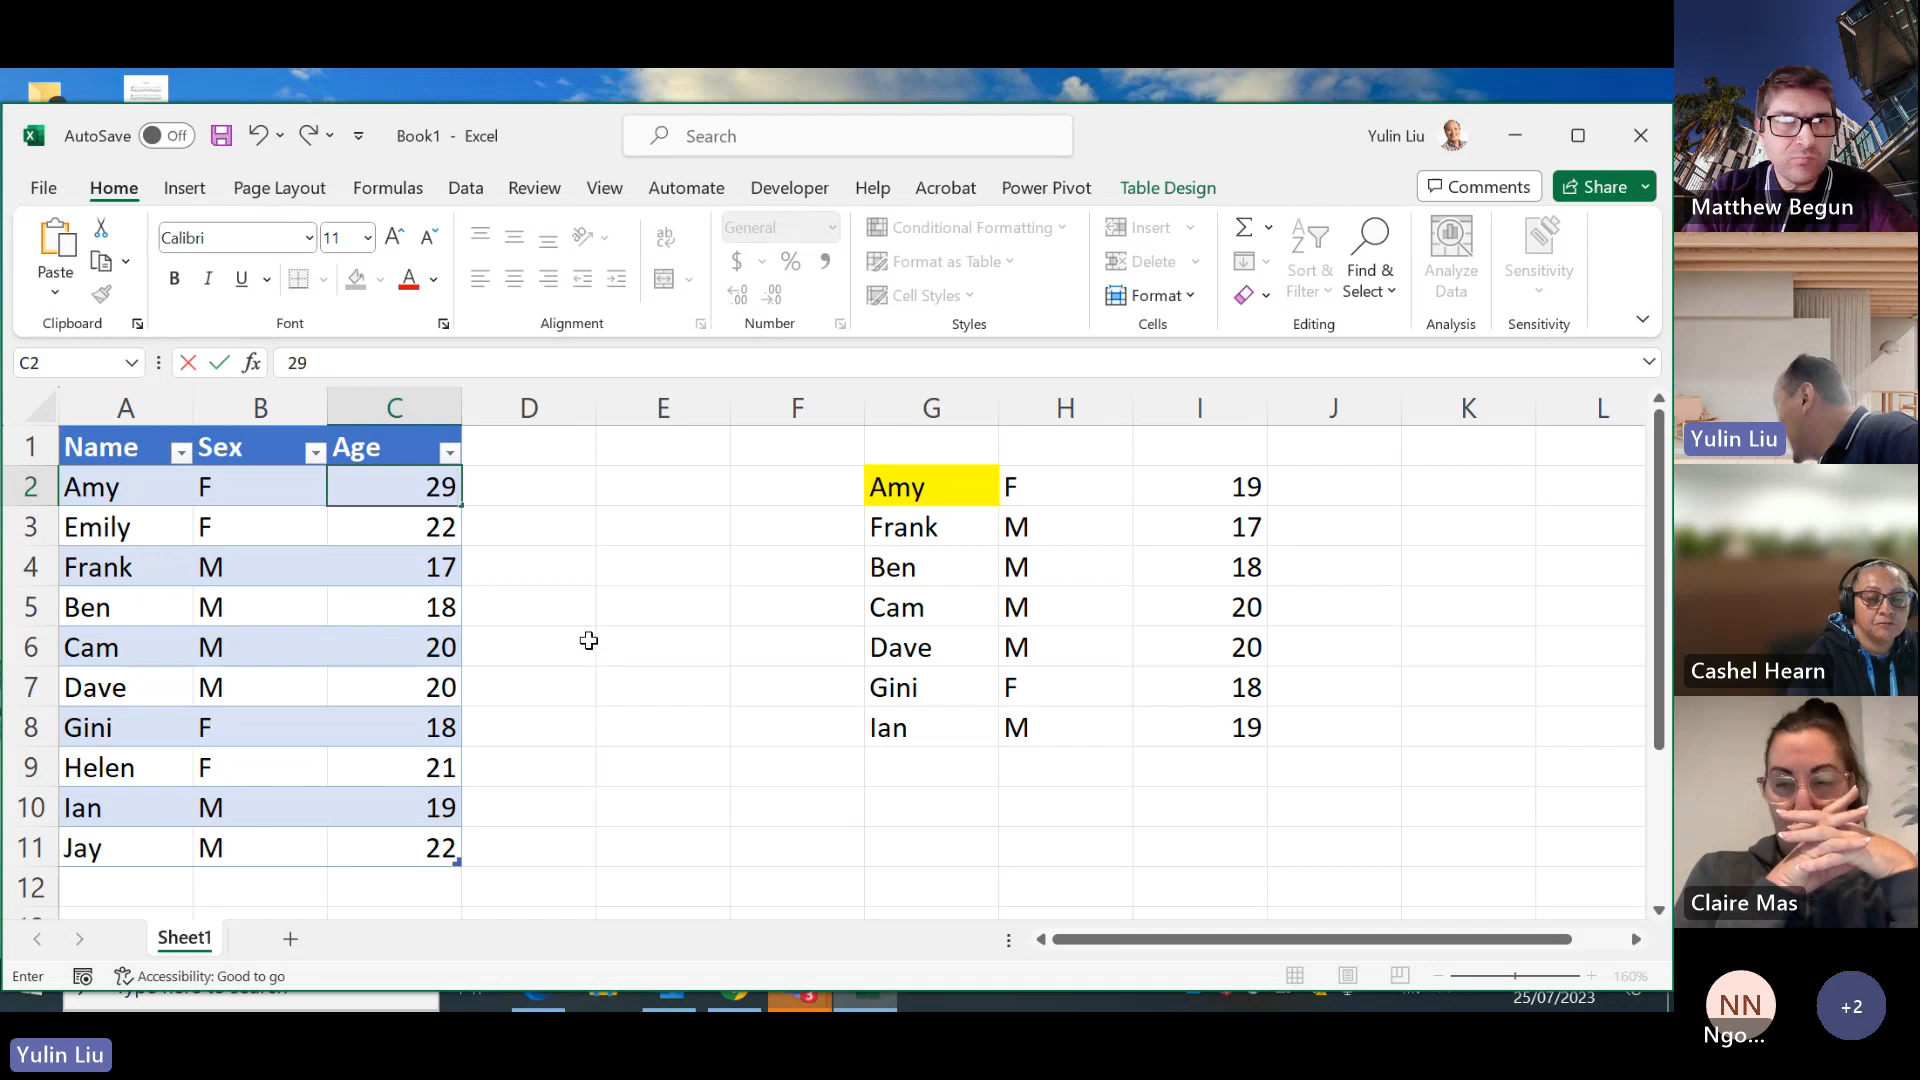 AutoSave Off Book1 - Excel Search Yulin Liu
File Home Insert Page Layout Formulas Data Review View Automate Developer Help Acrobat Power Pivot Table Design Comments Share
Paste
Calibri 11
B I U A
ab
General
$ % 9
Conditional Formatting
Format as Table
Cell Styles
Insert
Delete
Format
Sort & Filter
Find & Select
Analyze Data
Sensitivity
Clipboard Font Alignment Number Styles Cells Editing Analysis Sensitivity
C2 fx 29
A B C D E F G H I J K L
1 Name Sex Age
2 Amy F 29 Amy F 19
3 Emily F 22 Frank M 17
4 Frank M 17 Ben M 18
5 Ben M 18 Cam M 20
6 Cam M 20 Dave M 20
7 Dave M 20 Gini F 18
8 Gini F 18 Ian M 19
9 Helen F 21
10 Ian M 19
11 Jay M 22
12
Sheet1
Enter Accessibility: Good to go 160%
25/07/2023
Yulin Liu
Matthew Begun
Yulin Liu
Cashel Hearn
Claire Mas
NN
Ngo...
+2